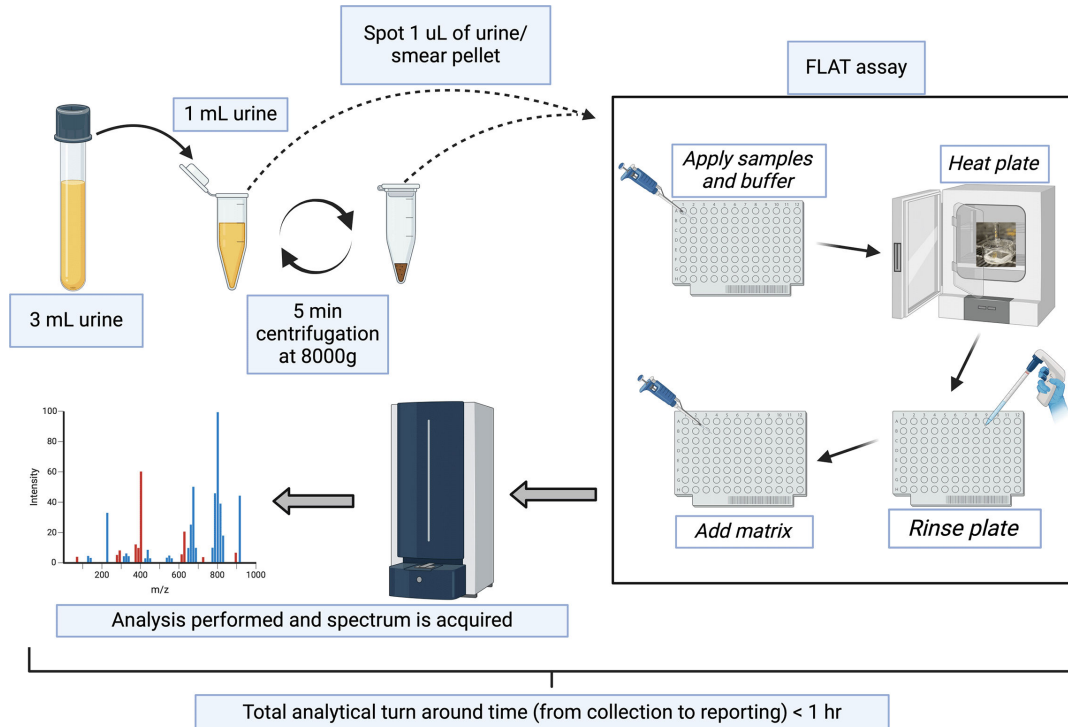 Spot 1 uL of urine/
smear pellet
FLAT assay
1 mL urine
Apply samples
and buffer
Heat plate
3 mL urine
5 min
centrifugation
at 8000g
Add matrix
Rinse plate
100
80
60
40
20
0
Intensity
200
400
600
800
1000
m/z
Analysis performed and spectrum is acquired
Total analytical turn around time (from collection to reporting) < 1 hr